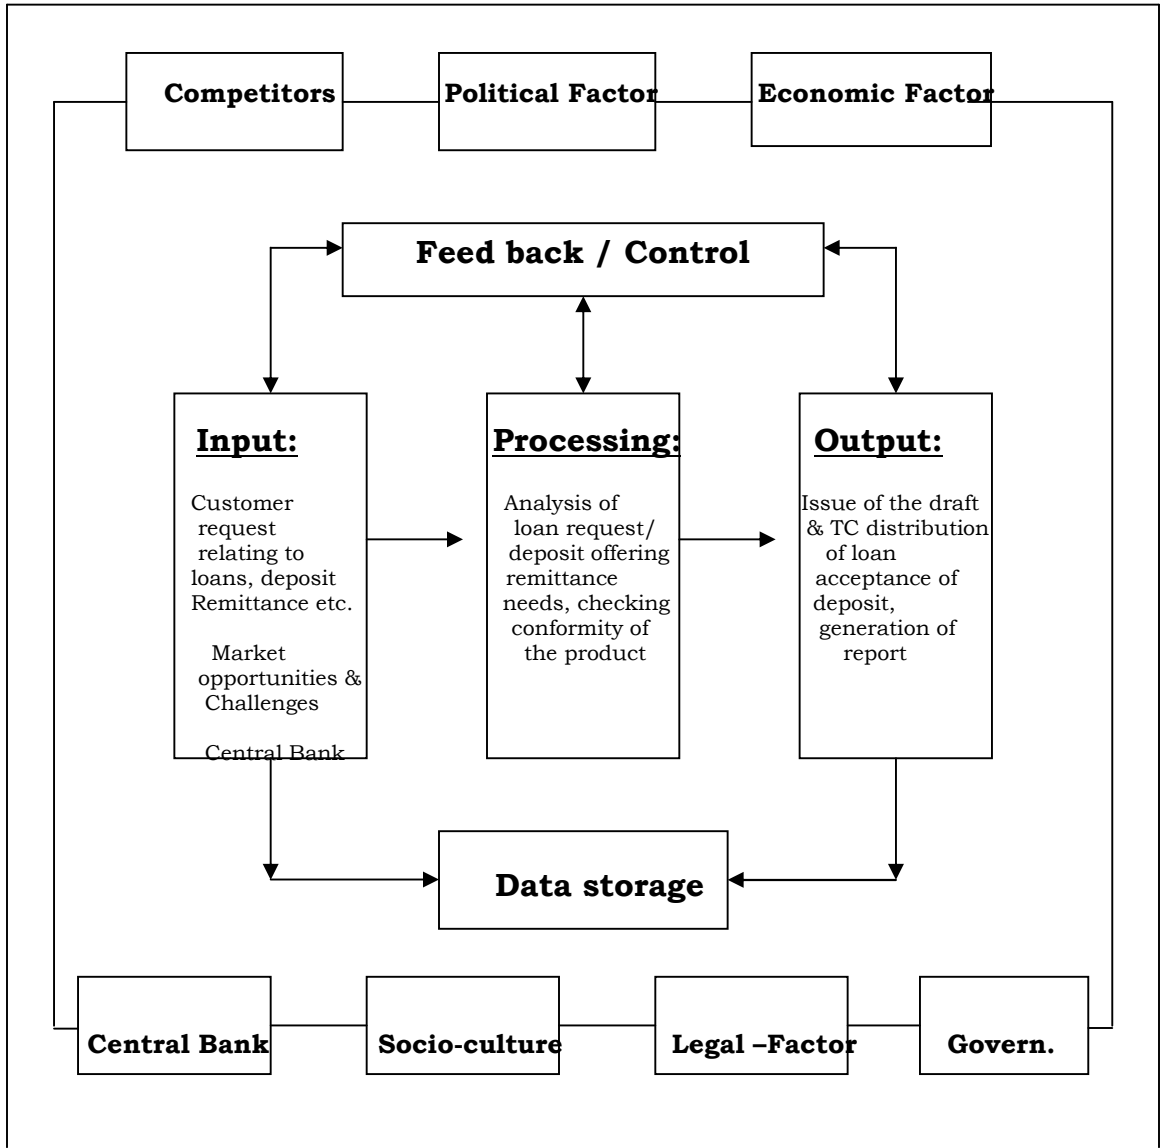 Competitors
Political Factor
Economic Factor
Feed back / Control
Input:
Customer
request
relating to
loans, deposit
Remittance etc.
Market
opportunities &
Challenges
Central Bank
Processing:
Analysis of
loan request/
deposit offering
remittance
needs, checking
conformity of
the product
Output:
Issue of the draft
& TC distribution
of loan
acceptance of
deposit,
generation of
report
Data storage
Central Bank
Socio-culture
Legal –Factor
Govern.